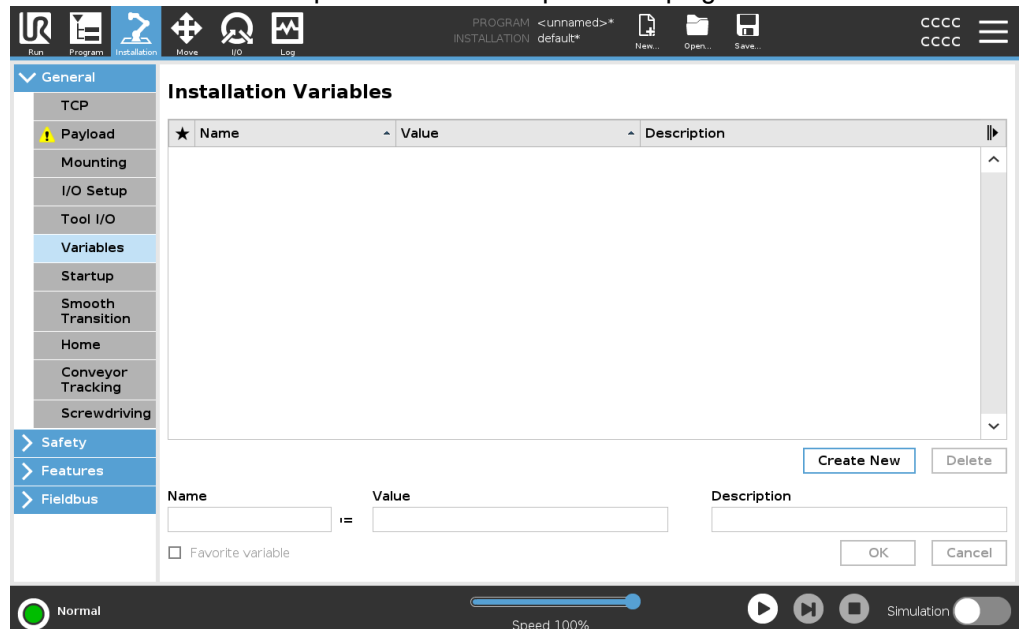 PROGRAM <unnamed>*
INSTALLATION default*
New... Open... Save...
CCCC
CCCC
Run Program Installation Move I/O Log
General
TCP
Payload
Mounting
I/O Setup
Tool I/O
Variables
Startup
Smooth
Transition
Home
Conveyor
Tracking
Screwdriving
Safety
Features
Fieldbus
Installation Variables
Name Value Description
Create New Delete
Name Value Description
:=
Favorite variable
OK Cancel
Normal
Speed 100%
Simulation